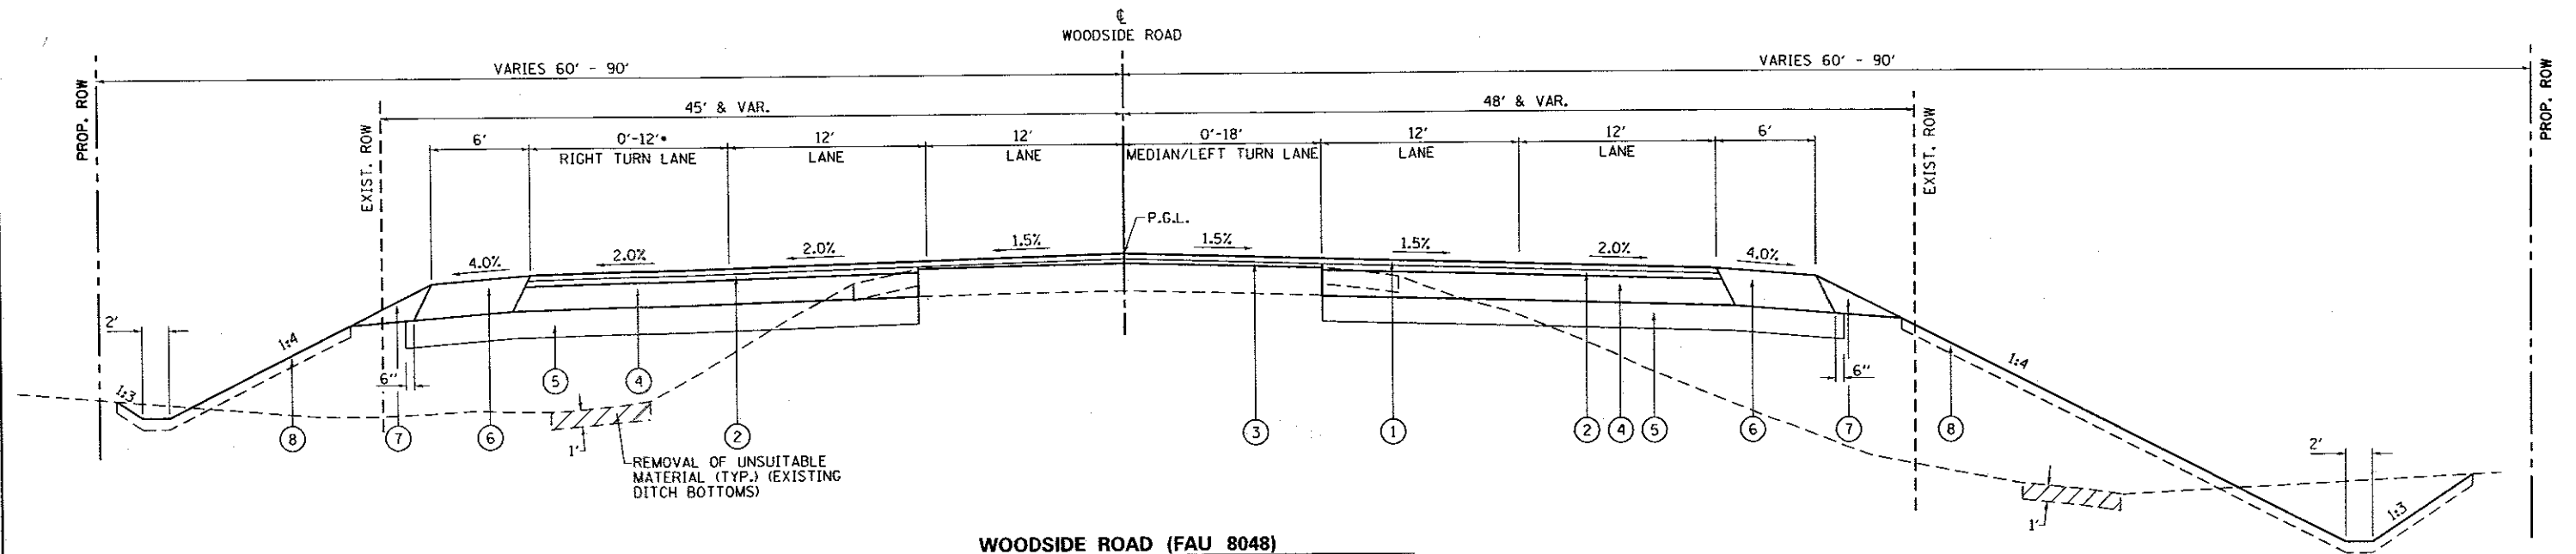 ℄
WOODSIDE ROAD
VARIES 60' - 90'
VARIES 60' - 90'
PROP. ROW
PROP. ROW
45' & VAR.
48' & VAR.
EXIST. ROW
EXIST. ROW
6'
0'-12'*
RIGHT TURN LANE
12'
LANE
12'
LANE
0'-18'
MEDIAN/LEFT TURN LANE
12'
LANE
12'
LANE
6'
P.G.L.
4.0%
2.0%
2.0%
1.5%
1.5%
1.5%
2.0%
4.0%
2'
1:4
1:3
6"
1:4
6"
2'
1:3
5
4
8
7
6
2
3
1
2
4
5
6
7
8
1'
REMOVAL OF UNSUITABLE
MATERIAL (TYP.) (EXISTING
DITCH BOTTOMS)
1'
WOODSIDE ROAD (FAU 8048)